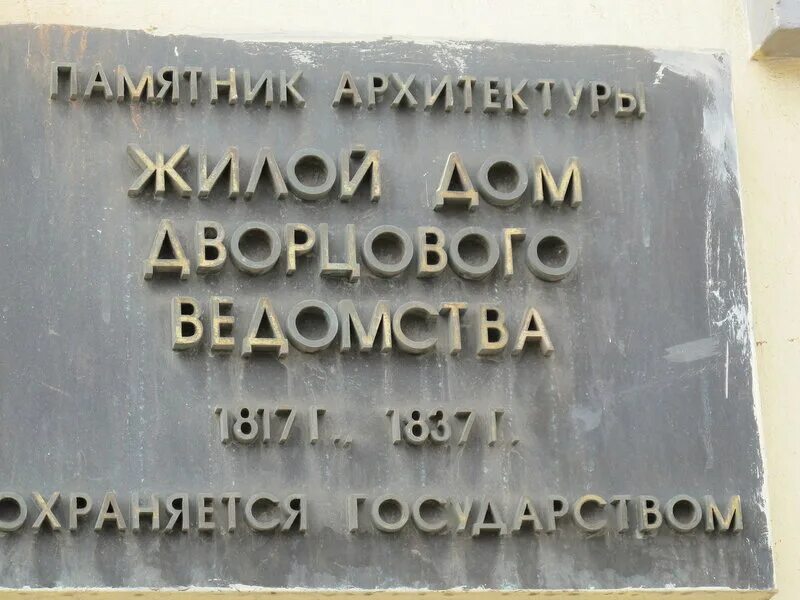 ПАМЯТНИК АРХИТЕКТУРЫ
ЖИЛОЙ ДОМ
ДВОРЦОВОГО
ВЕДОМСТВА
1817 Г., 1837 Г.
ОХРАНЯЕТСЯ ГОСУДАРСТВОМ